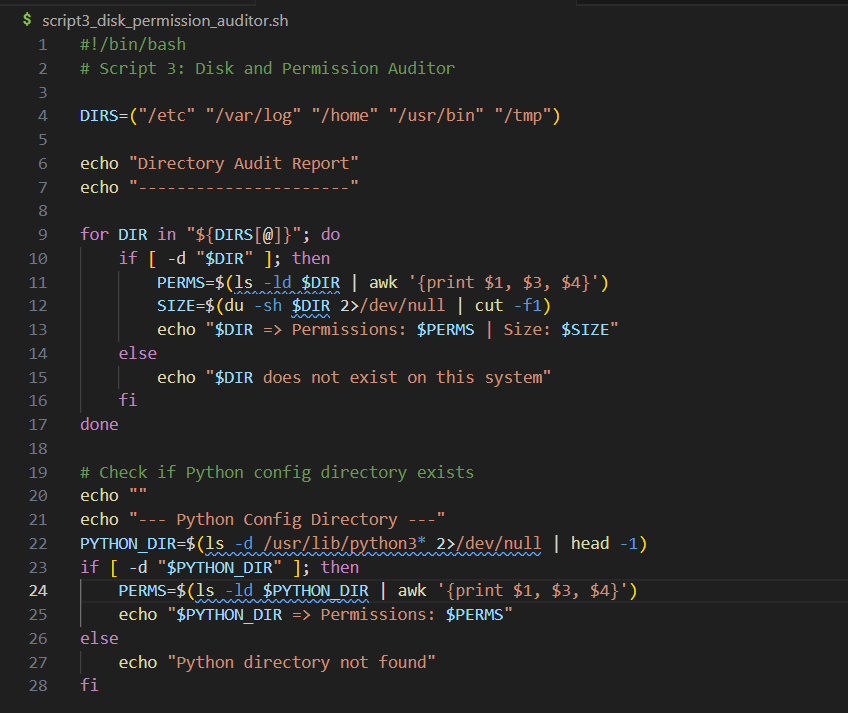 $ script3_disk_permission_auditor.sh
1 #!/bin/bash
2 # Script 3: Disk and Permission Auditor
3
4 DIRS=("/etc" "/var/log" "/home" "/usr/bin" "/tmp")
5
6 echo "Directory Audit Report"
7 echo "----------------------"
8
9 for DIR in "${DIRS[@]}"; do
10     if [ -d "$DIR" ]; then
11         PERMS=$(ls -ld $DIR | awk '{print $1, $3, $4}')
12         SIZE=$(du -sh $DIR 2>/dev/null | cut -f1)
13         echo "$DIR => Permissions: $PERMS | Size: $SIZE"
14     else
15         echo "$DIR does not exist on this system"
16     fi
17 done
18
19 # Check if Python config directory exists
20 echo ""
21 echo "--- Python Config Directory ---"
22 PYTHON_DIR=$(ls -d /usr/lib/python3* 2>/dev/null | head -1)
23 if [ -d "$PYTHON_DIR" ]; then
24     PERMS=$(ls -ld $PYTHON_DIR | awk '{print $1, $3, $4}')
25     echo "$PYTHON_DIR => Permissions: $PERMS"
26 else
27     echo "Python directory not found"
28 fi